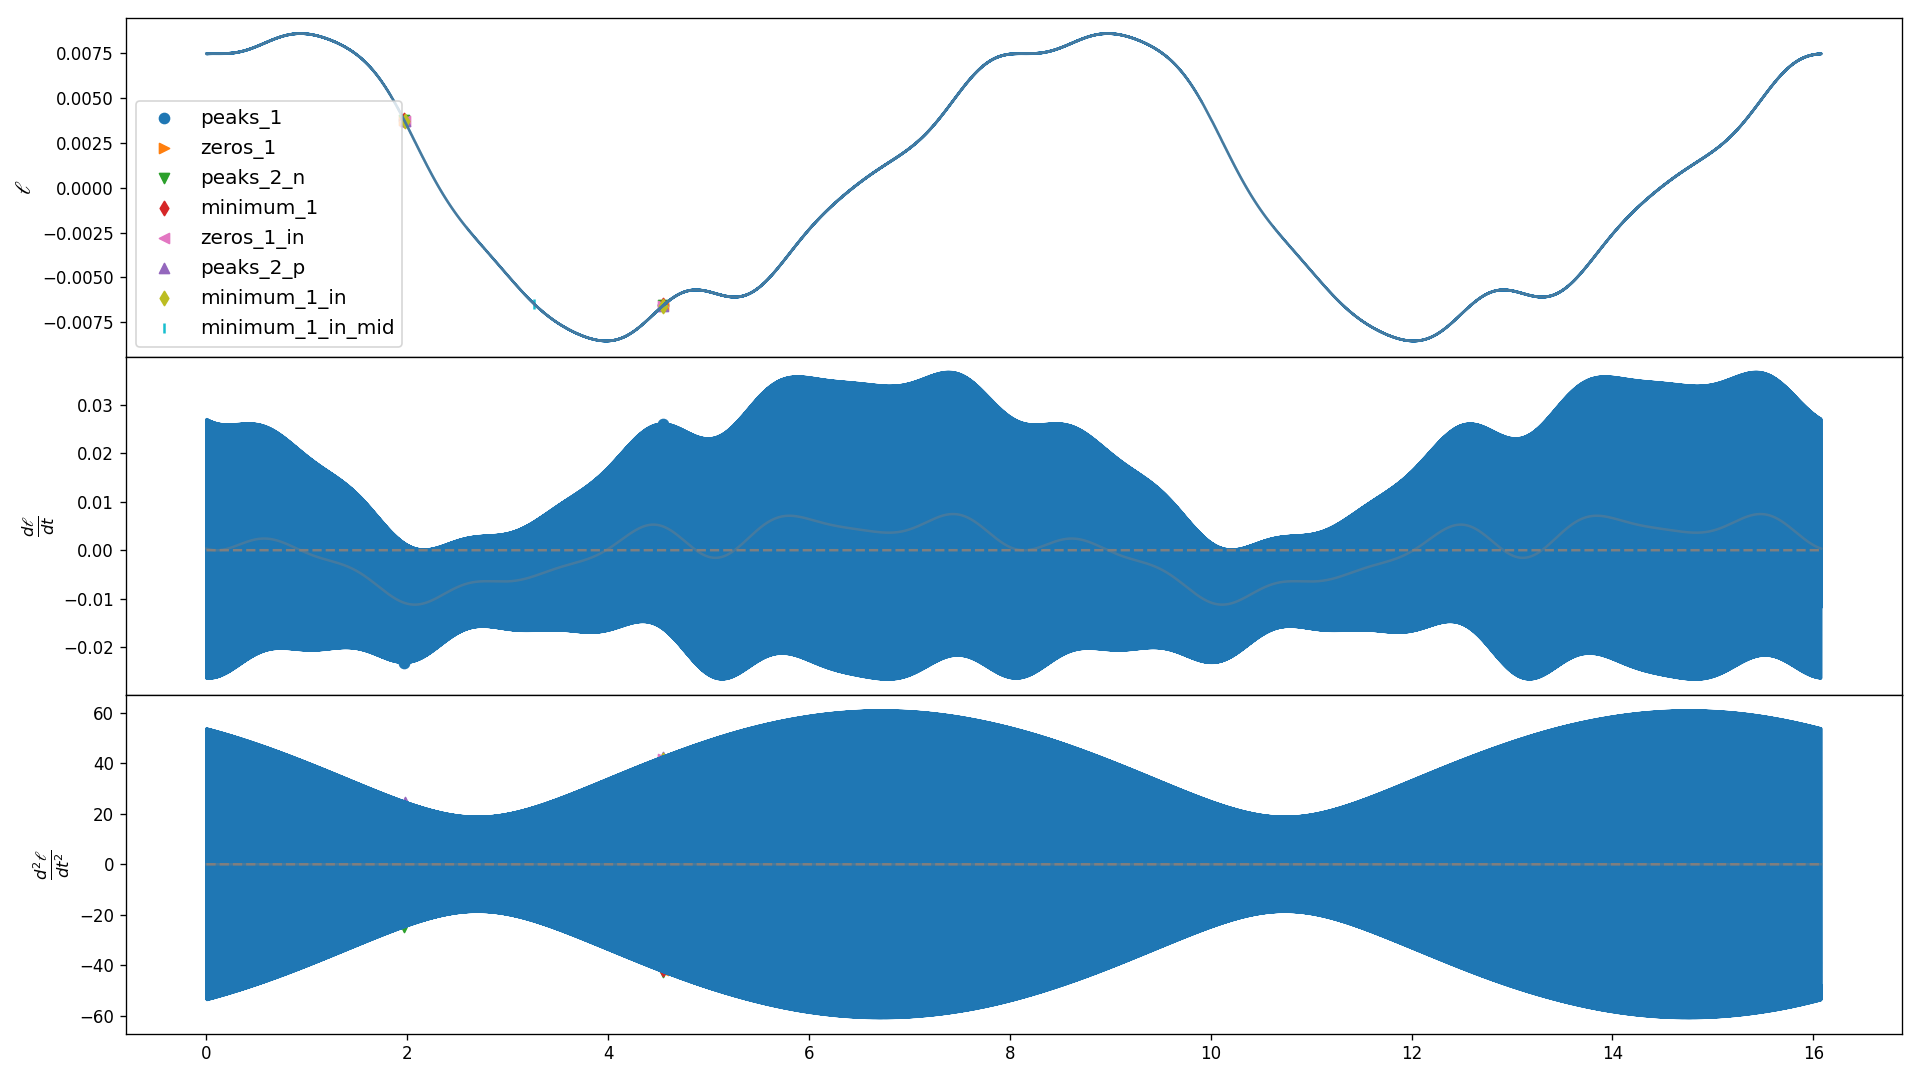 0.0075
0.0050
0.0025
0.0000
−0.0025
−0.0050
−0.0075
ℓ
peaks_1
zeros_1
peaks_2_n
minimum_1
zeros_1_in
peaks_2_p
minimum_1_in
minimum_1_in_mid
0.03
0.02
0.01
0.00
−0.01
−0.02
dℓ
dt
60
40
20
0
−20
−40
−60
d²ℓ
dt²
0 2 4 6 8 10 12 14 16